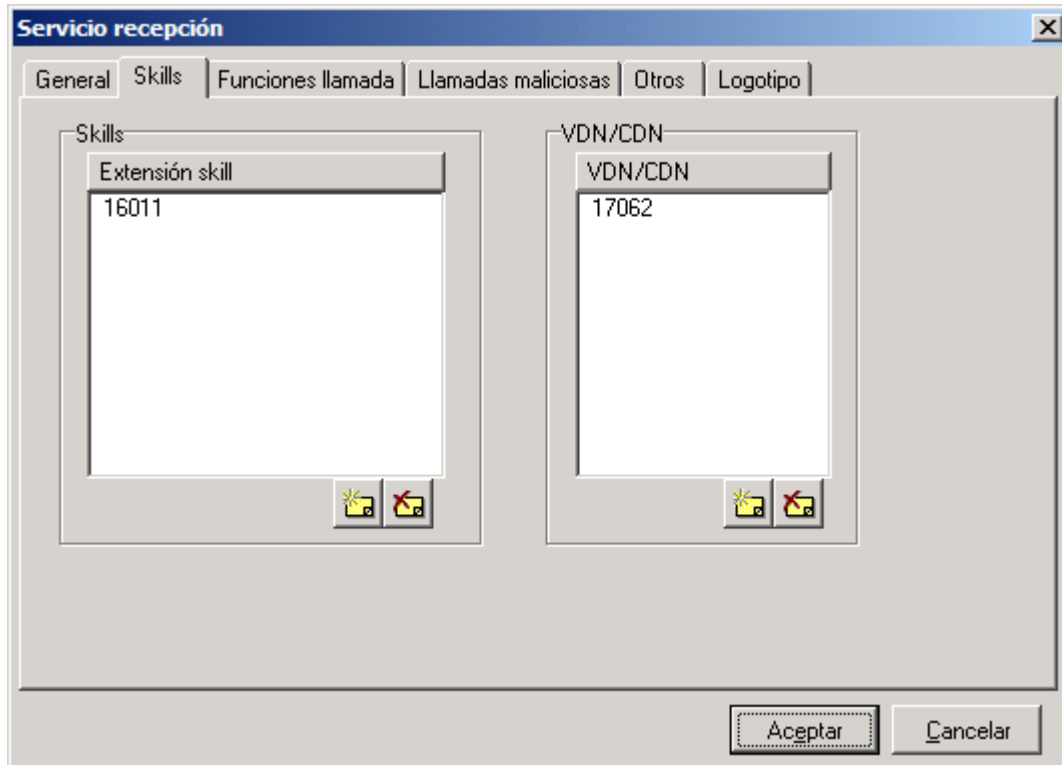 Servicio recepción
General Skills Funciones llamada Llamadas maliciosas Otros Logotipo
Skills VDN/CDN
Extensión skill VDN/CDN
16011 17062
Aceptar Cancelar